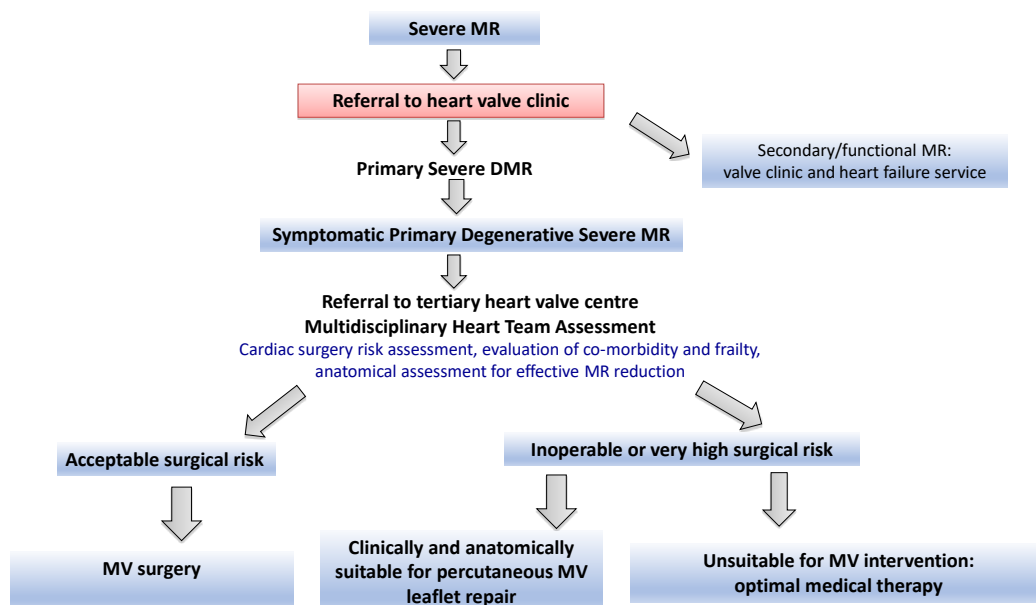 Severe MR
Referral to heart valve clinic
Primary Severe DMR
Secondary/functional MR:
valve clinic and heart failure service
Symptomatic Primary Degenerative Severe MR
Referral to tertiary heart valve centre
Multidisciplinary Heart Team Assessment
Cardiac surgery risk assessment, evaluation of co-morbidity and frailty,
anatomical assessment for effective MR reduction
Acceptable surgical risk
Inoperable or very high surgical risk
MV surgery
Clinically and anatomically
suitable for percutaneous MV
leaflet repair
Unsuitable for MV intervention:
optimal medical therapy